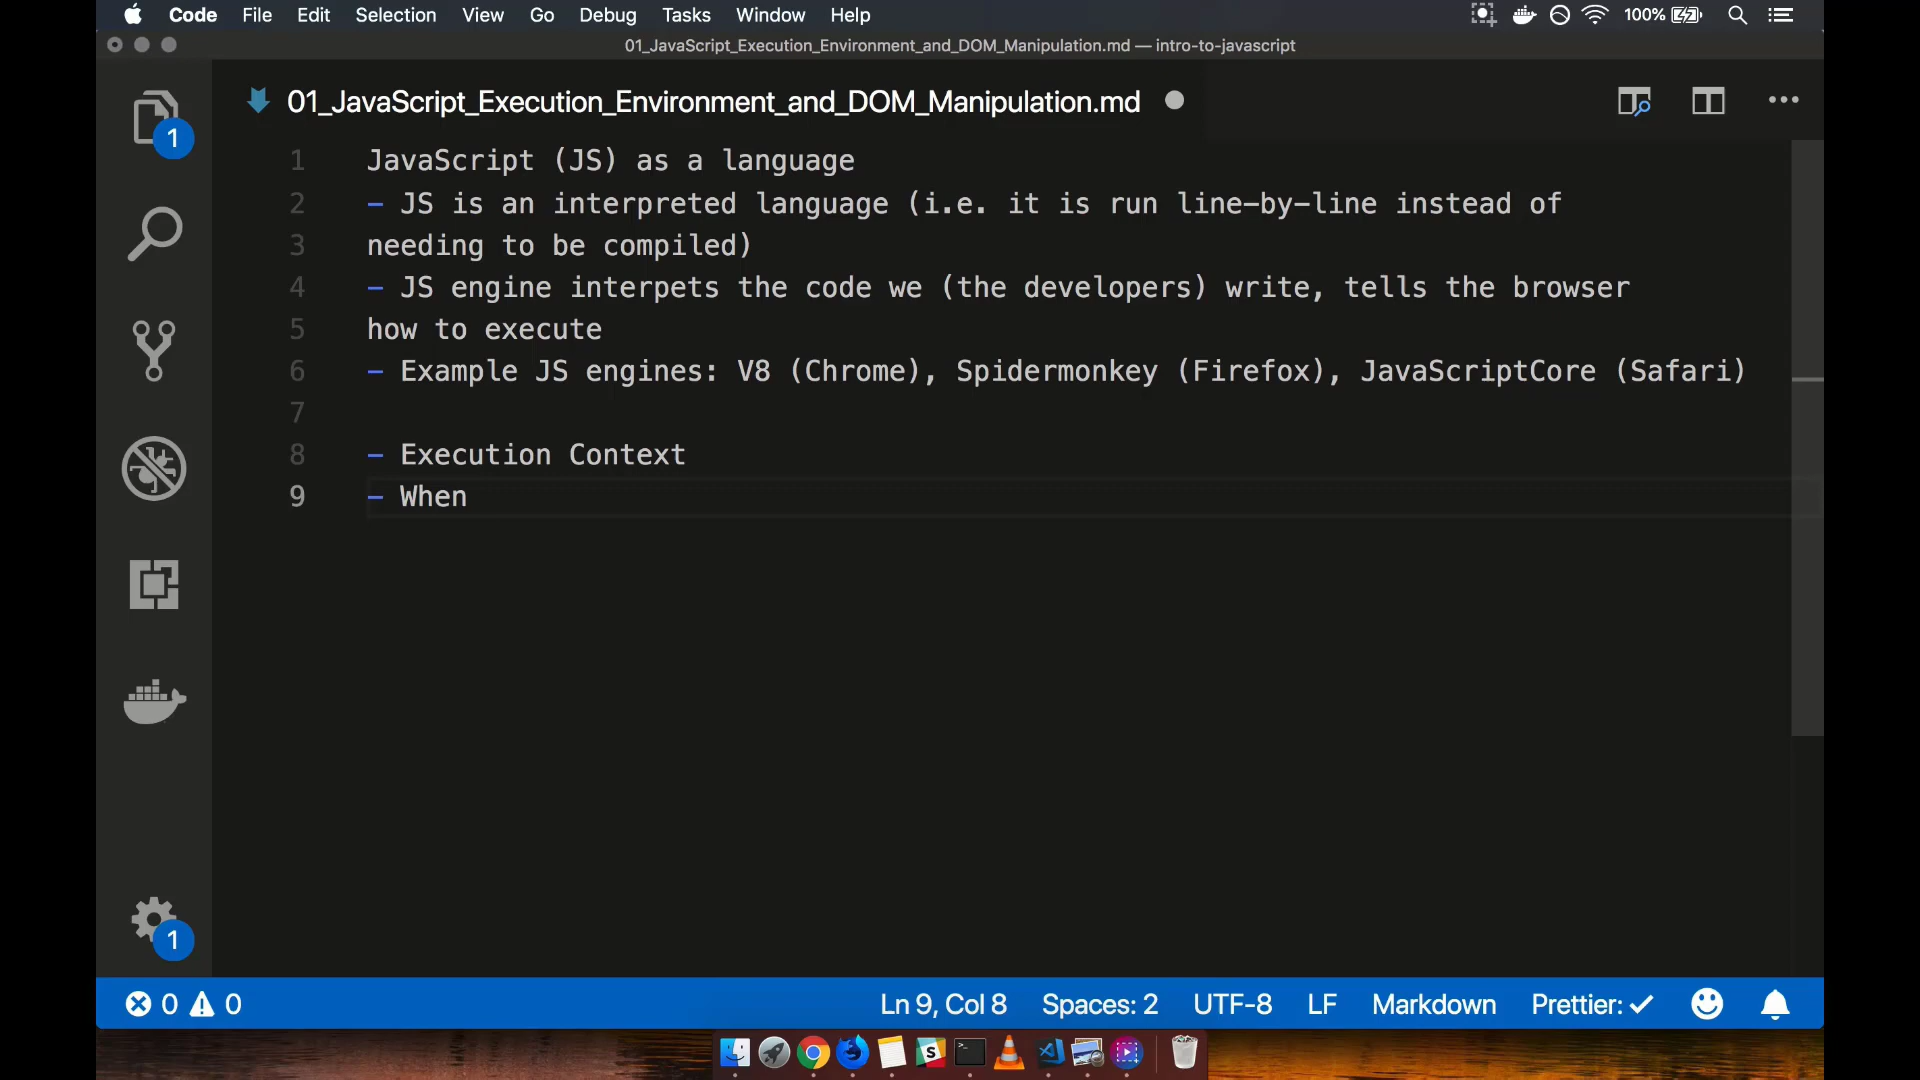 Code File Edit Selection View Go Debug Tasks Window Help 100%
01_JavaScript_Execution_Environment_and_DOM_Manipulation.md — intro-to-javascript
01_JavaScript_Execution_Environment_and_DOM_Manipulation.md
1
1 JavaScript (JS) as a language
2 - JS is an interpreted language (i.e. it is run line-by-line instead of
3 needing to be compiled)
4 - JS engine interpets the code we (the developers) write, tells the browser
5 how to execute
6 - Example JS engines: V8 (Chrome), Spidermonkey (Firefox), JavaScriptCore (Safari)
7
8 - Execution Context
9 - When
1
0 0 Ln 9, Col 8 Spaces: 2 UTF-8 LF Markdown Prettier: ✓
S >_